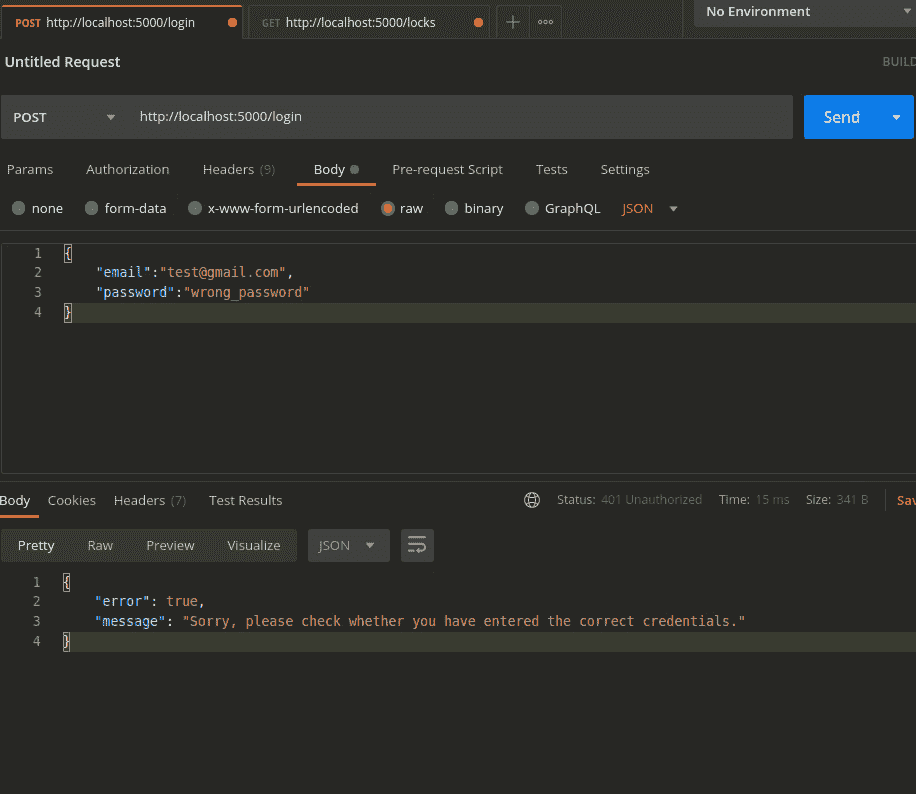 POST http://localhost:5000/login GET http://localhost:5000/locks No Environment
Untitled Request BUILD
POST http://localhost:5000/login Send
Params Authorization Headers (9) Body Pre-request Script Tests Settings
none form-data x-www-form-urlencoded raw binary GraphQL JSON
1 {
2 "email":"test@gmail.com",
3 "password":"wrong_password"
4 }
Body Cookies Headers (7) Test Results Status: 401 Unauthorized Time: 15 ms Size: 341 B Sav
Pretty Raw Preview Visualize JSON
1 {
2 "error": true,
3 "message": "Sorry, please check whether you have entered the correct credentials."
4 }